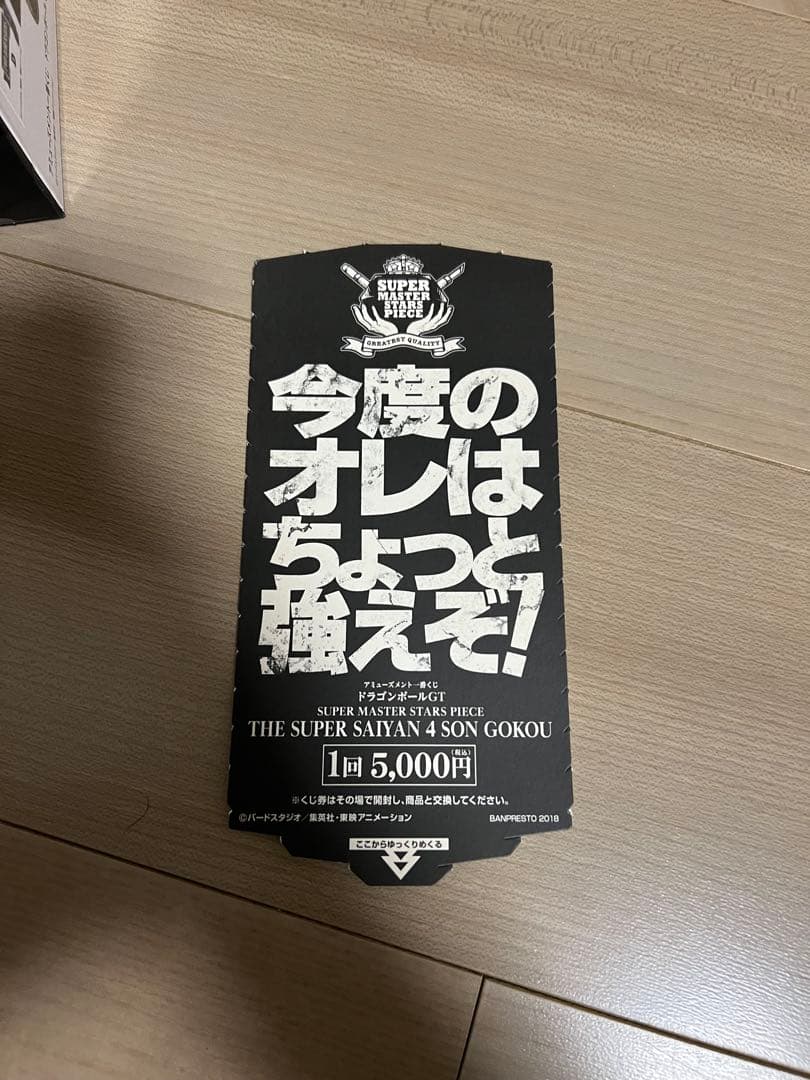 SUPER
MASTER
STARS
PIECE
GREATEST QUALITY
今度の
オレは
ちょっと
強えぞ!
アミューズメント一番くじ
ドラゴンボールGT
SUPER MASTER STARS PIECE
THE SUPER SAIYAN 4 SON GOKOU
1回 5,000円(税込)
※くじ券はその場で開封し、商品と交換してください。
©バードスタジオ/集英社・東映アニメーション BANPRESTO 2018
ここからゆっくりめくる